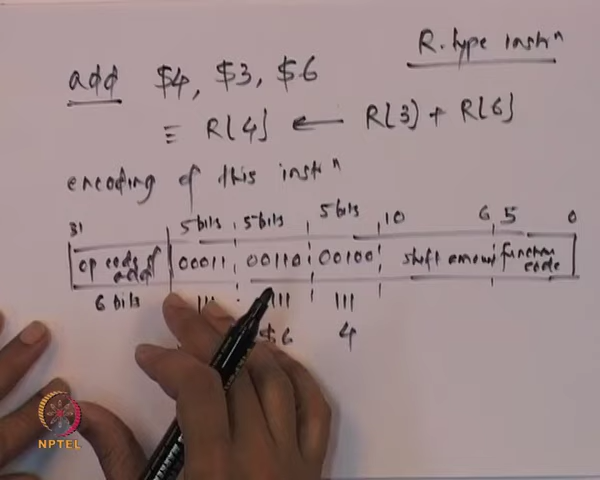 R. type instⁿ
add $4, $3, $6
≡ R[4] ← R[3] + R[6]
encoding of this instⁿ
31 5 bits 5 bits 5 bits 10 6 5 0
op code of add 00011 00110 00100 shift amount function code
6 bits
$6 4
NPTEL